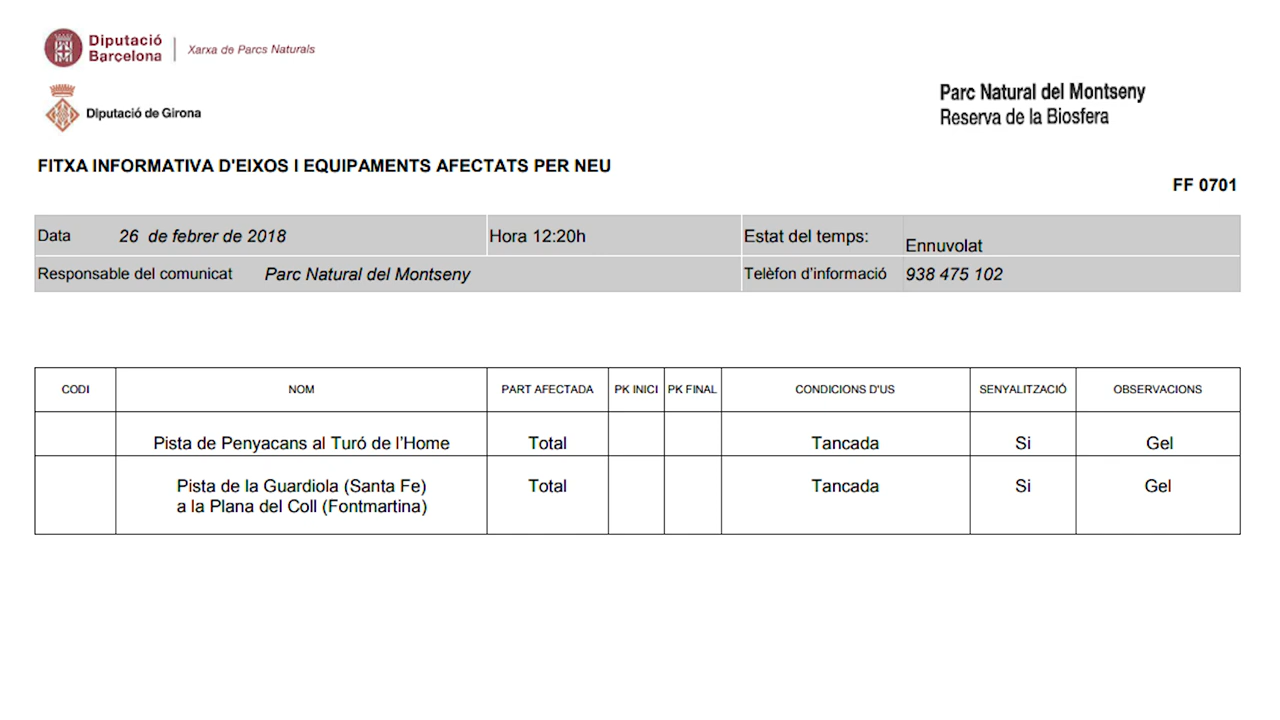 Diputació
Barcelona
Xarxa de Parcs Naturals
Diputació de Girona
Parc Natural del Montseny
Reserva de la Biosfera
FITXA INFORMATIVA D'EIXOS I EQUIPAMENTS AFECTATS PER NEU
FF 0701
Data 26 de febrer de 2018 Hora 12:20h Estat del temps: Ennuvolat
Responsable del comunicat Parc Natural del Montseny Telèfon d'informació 938 475 102
CODI NOM PART AFECTADA PK INICI PK FINAL CONDICIONS D'US SENYALITZACIÓ OBSERVACIONS
Pista de Penyacans al Turó de l'Home Total Tancada Si Gel
Pista de la Guardiola (Santa Fe) Total Tancada Si Gel
a la Plana del Coll (Fontmartina)